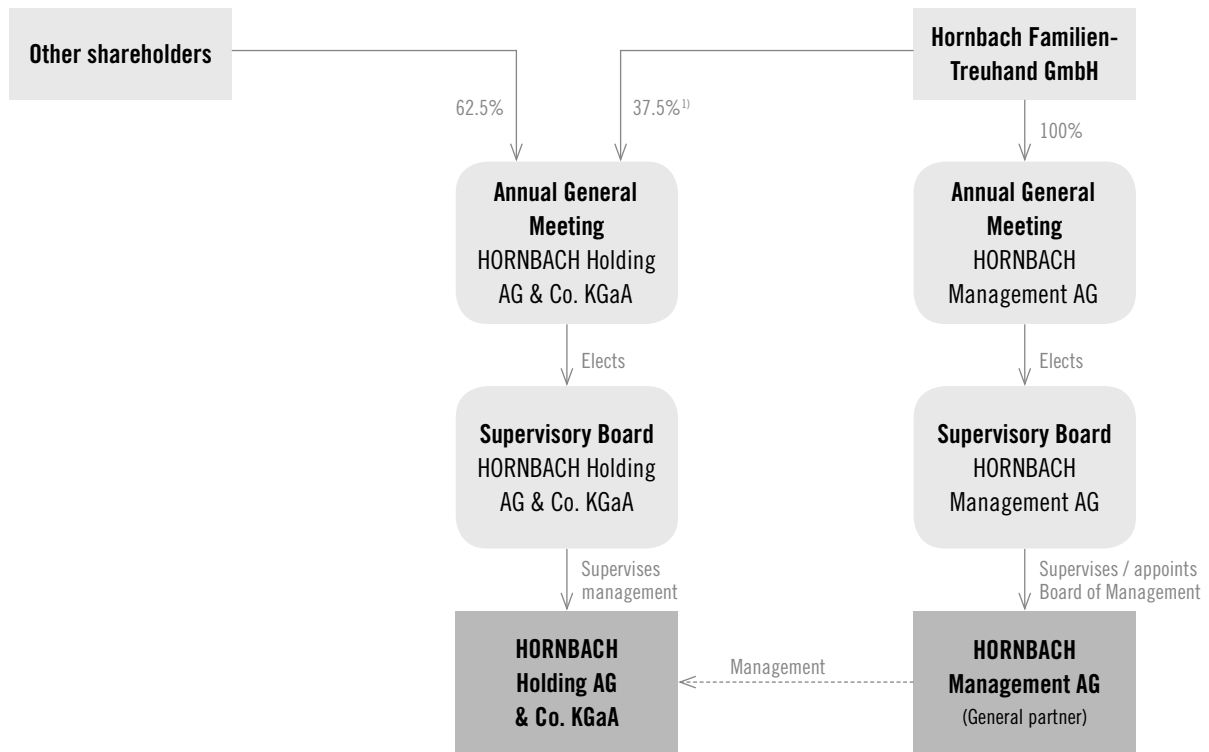 Other shareholders
Hornbach Familien-
Treuhand GmbH
62.5%
37.5%¹⁾
100%
Annual General
Meeting
HORNBACH Holding
AG & Co. KGaA
Annual General
Meeting
HORNBACH
Management AG
Elects
Elects
Supervisory Board
HORNBACH Holding
AG & Co. KGaA
Supervisory Board
HORNBACH
Management AG
Supervises
management
Supervises / appoints
Board of Management
HORNBACH
Holding AG
& Co. KGaA
Management
HORNBACH
Management AG
(General partner)